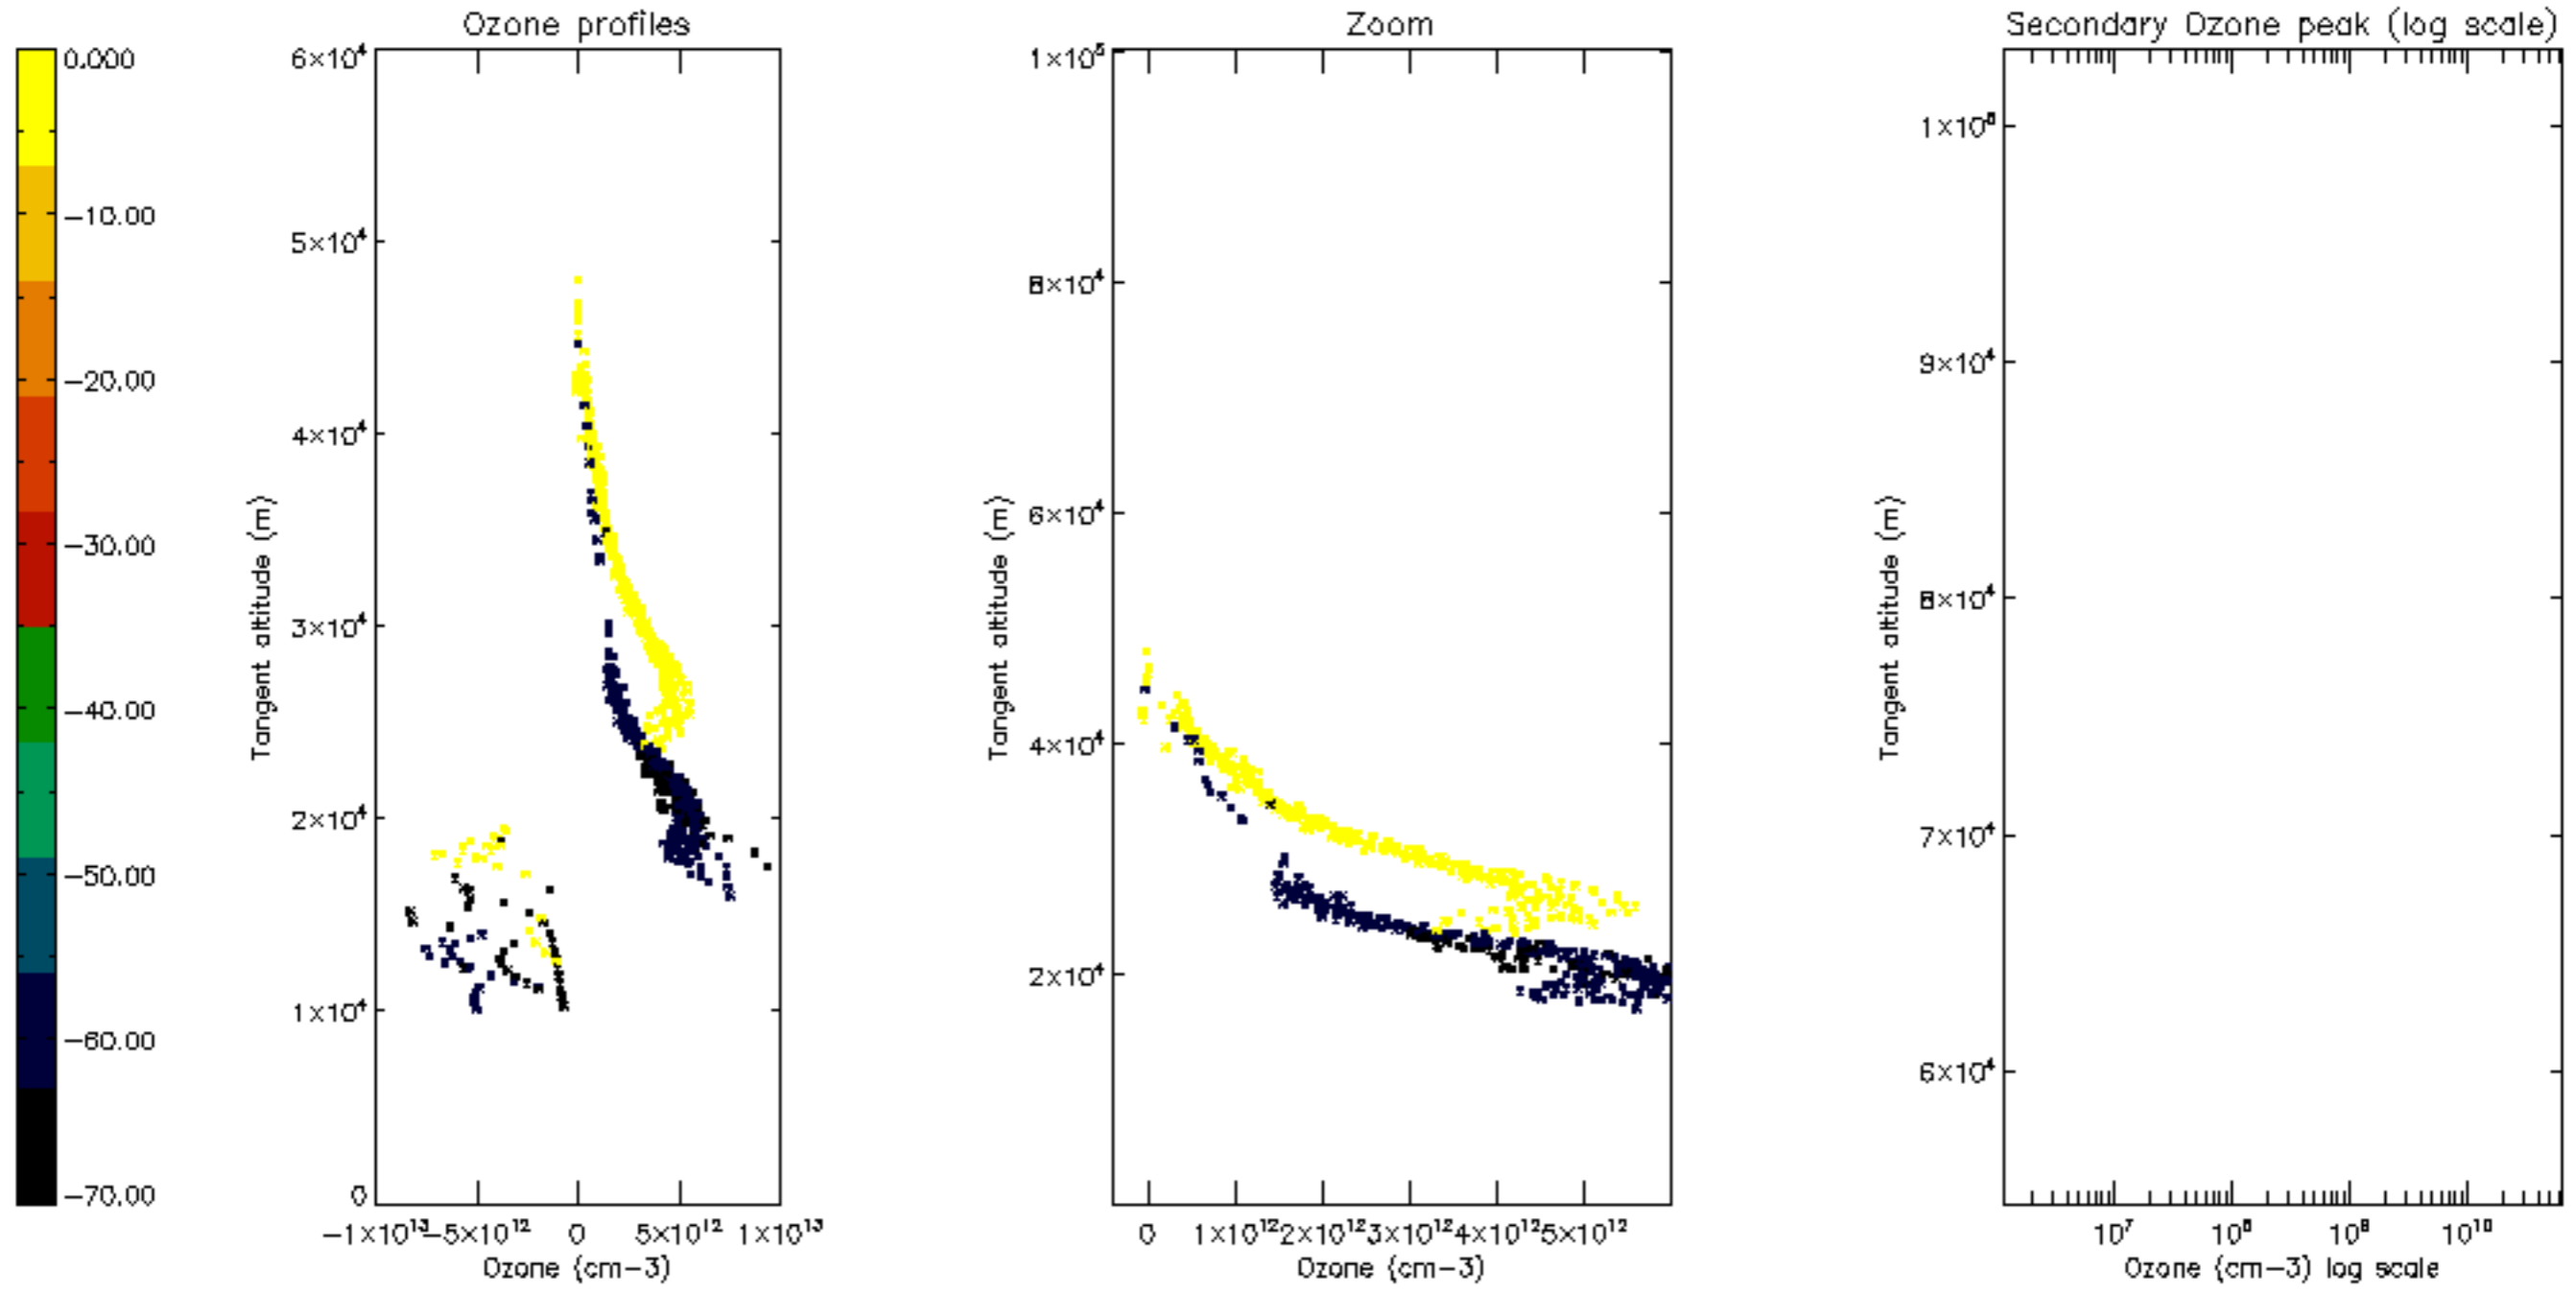 Ozone profiles
Zoom
Secondary Ozone peak (log scale)
0.000
-10.00
-20.00
-30.00
-40.00
-50.00
-60.00
-70.00
Tangent altitude (m)
6×10⁴
5×10⁴
4×10⁴
3×10⁴
2×10⁴
1×10⁴
0
-1×10¹³ -5×10¹² 0 5×10¹² 1×10¹³
Ozone (cm-3)
Tangent altitude (m)
1×10⁵
8×10⁴
6×10⁴
4×10⁴
2×10⁴
0 1×10¹² 2×10¹² 3×10¹² 4×10¹² 5×10¹²
Ozone (cm-3)
Tangent altitude (m)
1×10⁵
9×10⁴
8×10⁴
7×10⁴
6×10⁴
10⁷ 10⁸ 10⁹ 10¹⁰
Ozone (cm-3) log scale